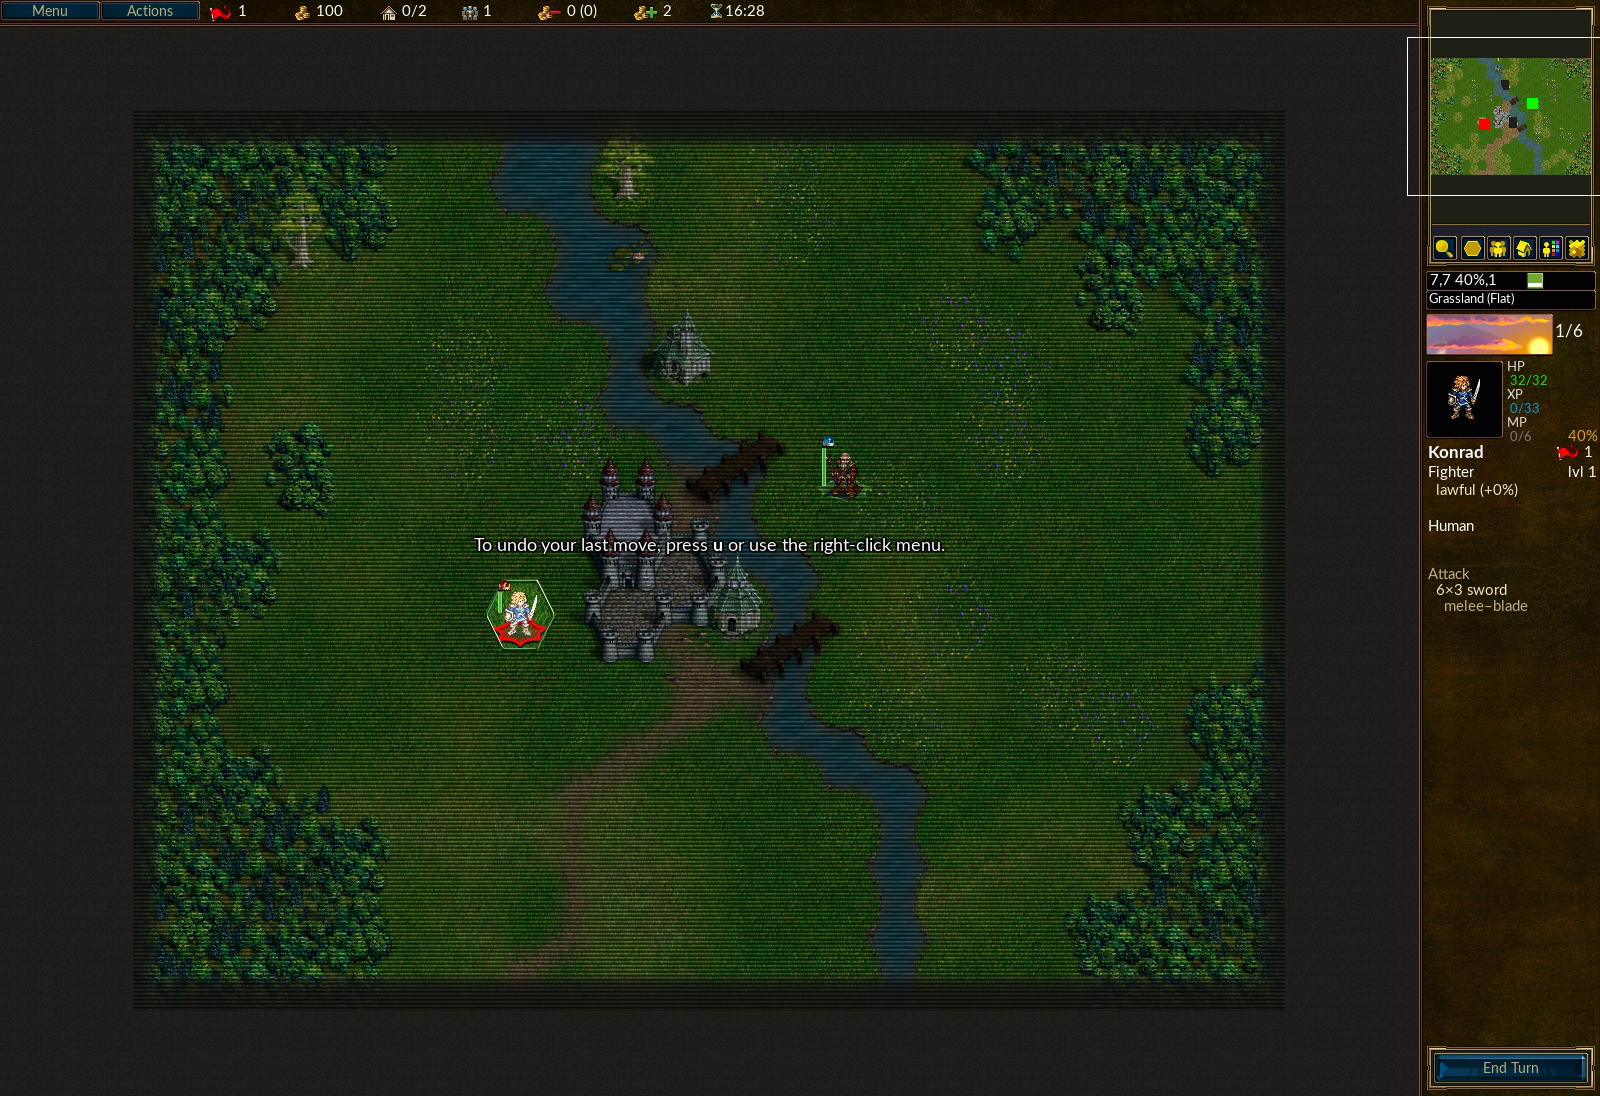 Menu Actions 1 100 0/2 1 0 (0) 2 16:28
7,7 40%,1
Grassland (Flat)
1/6
HP
32/32
XP
0/33
MP
0/6 40%
Konrad 1
Fighter lvl 1
lawful (+0%)
Human
Attack
6×3 sword
melee–blade
To undo your last move, press u or use the right-click menu.
End Turn